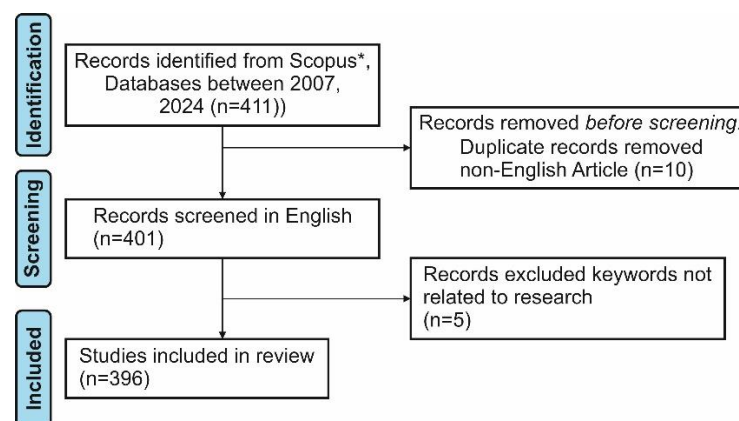 Identification
Records identified from Scopus*,
Databases between 2007,
2024 (n=411))
Records removed before screening:
Duplicate records removed
non-English Article (n=10)
Screening
Records screened in English
(n=401)
Records excluded keywords not
related to research
(n=5)
Included
Studies included in review
(n=396)